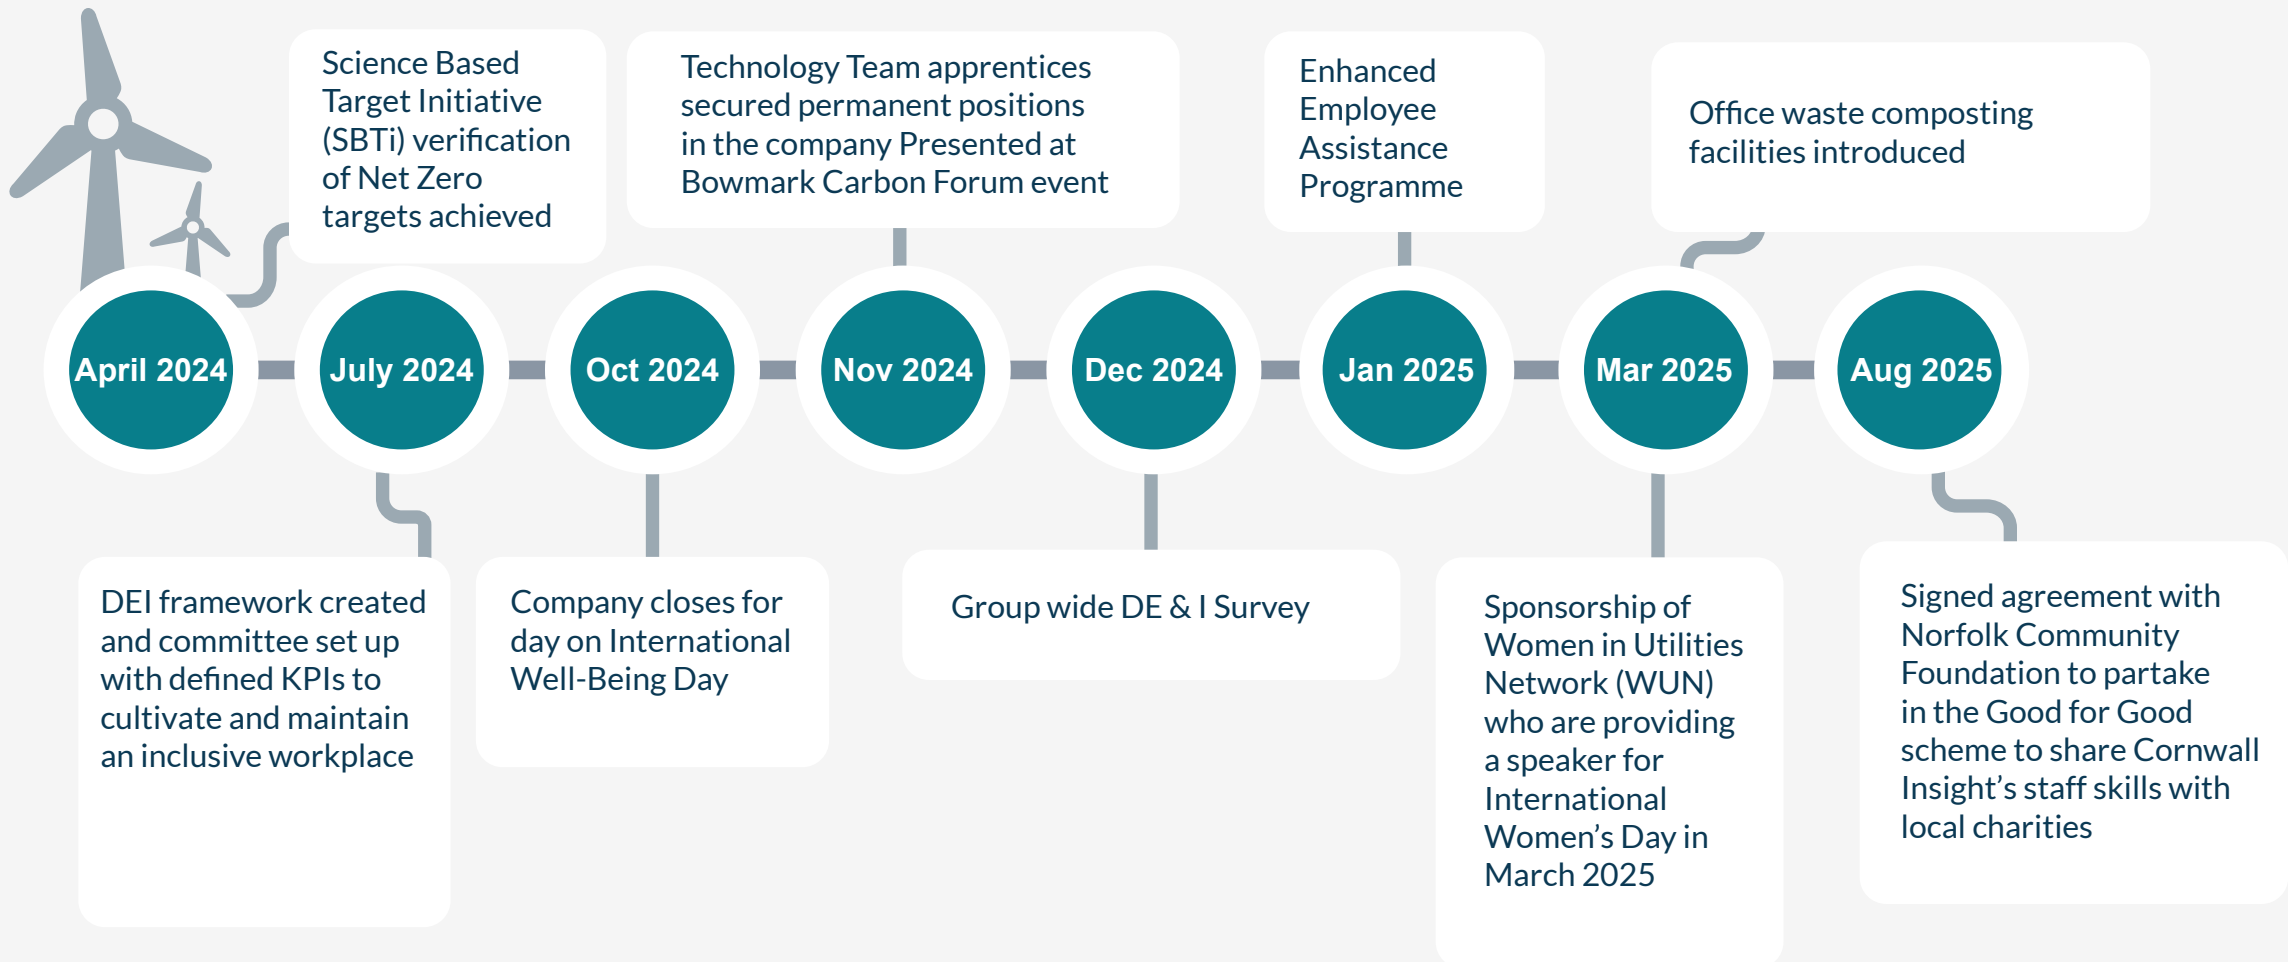 Science Based
Target Initiative
(SBTi) verification
of Net Zero
targets achieved
Technology Team apprentices
secured permanent positions
in the company Presented at
Bowmark Carbon Forum event
Enhanced
Employee
Assistance
Programme
Office waste composting
facilities introduced
April 2024
July 2024
Oct 2024
Nov 2024
Dec 2024
Jan 2025
Mar 2025
Aug 2025
DEI framework created
and committee set up
with defined KPIs to
cultivate and maintain
an inclusive workplace
Company closes for
day on International
Well-Being Day
Group wide DE & I Survey
Sponsorship of
Women in Utilities
Network (WUN)
who are providing
a speaker for
International
Women’s Day in
March 2025
Signed agreement with
Norfolk Community
Foundation to partake
in the Good for Good
scheme to share Cornwall
Insight’s staff skills with
local charities